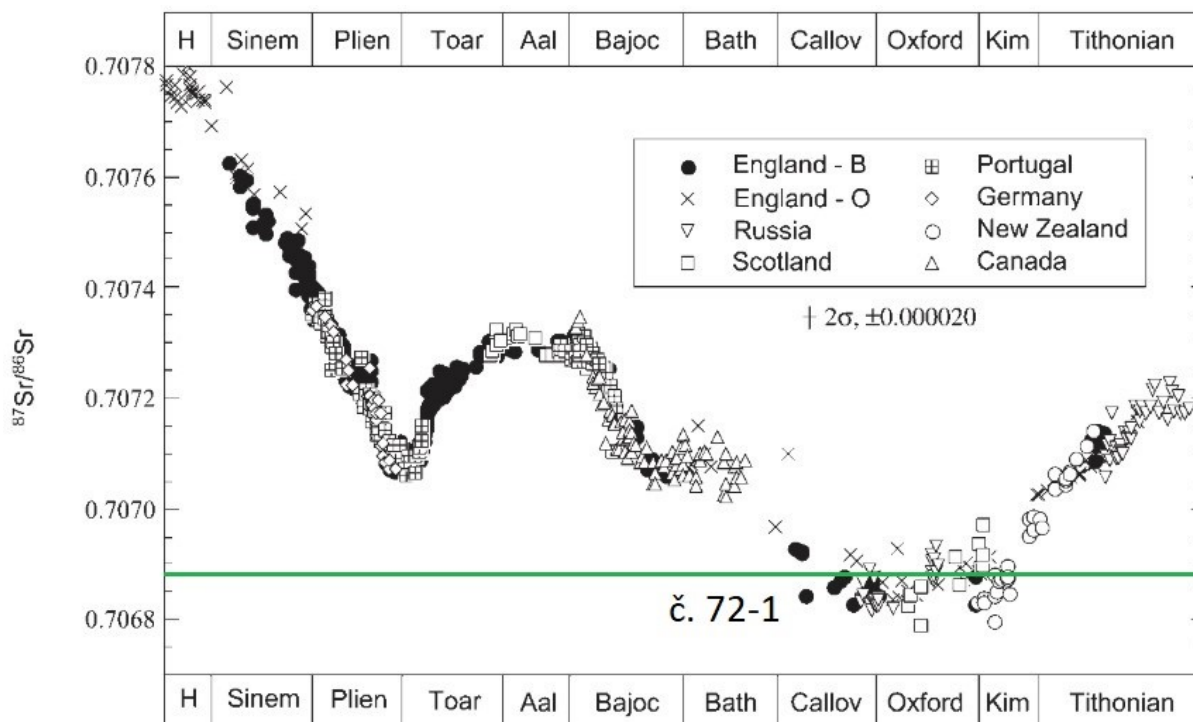 H Sinem Plien Toar Aal Bajoc Bath Callov Oxford Kim Tithonian
0.7078
0.7076
0.7074
0.7072
0.7070
0.7068
⁸⁷Sr/⁸⁶Sr
England - B Portugal
England - O Germany
Russia New Zealand
Scotland Canada
2σ, ±0.000020
č. 72-1
H Sinem Plien Toar Aal Bajoc Bath Callov Oxford Kim Tithonian